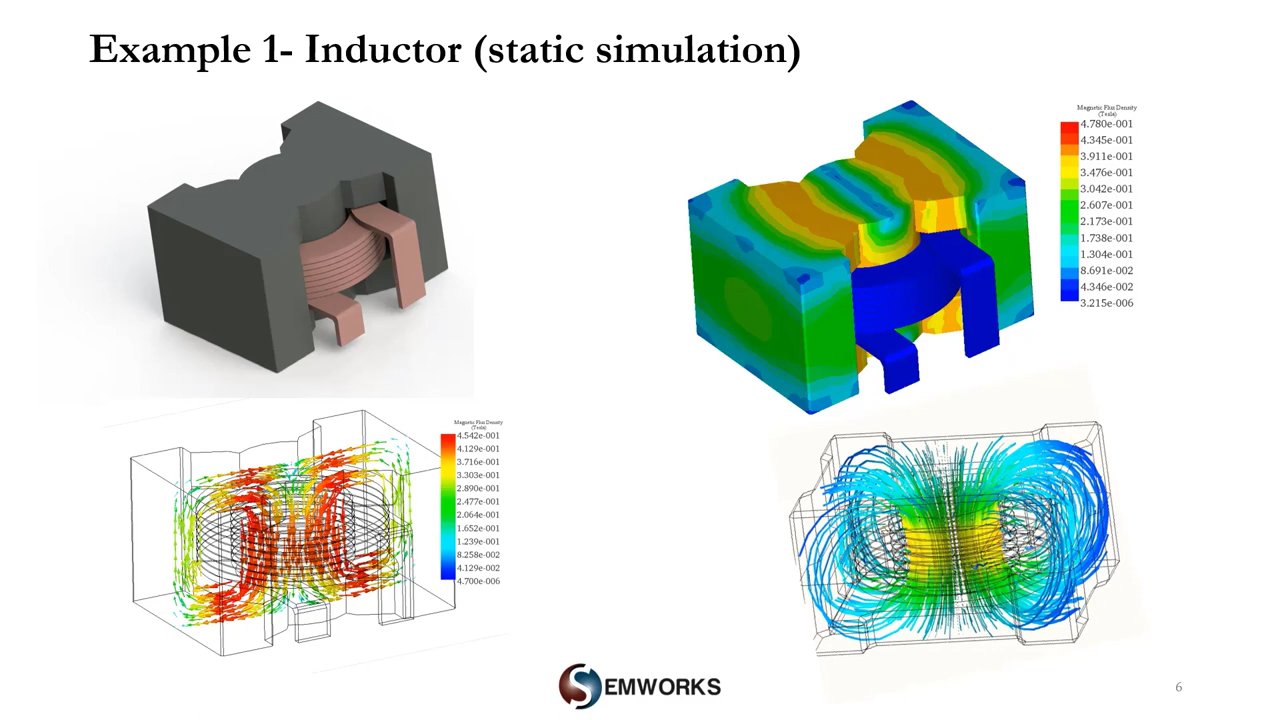 Example 1- Inductor (static simulation)
Magnetic Flux Density
(Tesla)
4.780e-001
4.345e-001
3.911e-001
3.476e-001
3.042e-001
2.607e-001
2.173e-001
1.738e-001
1.304e-001
8.691e-002
4.346e-002
3.215e-006
Magnetic Flux Density
(Tesla)
4.542e-001
4.129e-001
3.716e-001
3.303e-001
2.890e-001
2.477e-001
2.064e-001
1.652e-001
1.239e-001
8.258e-002
4.129e-002
4.700e-006
EMWORKS
6